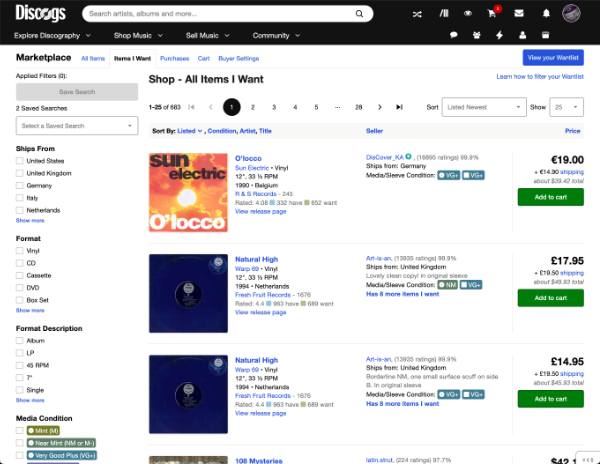 Discogs
Search artists, albums and more...
3
Explore Discography
Shop Music
Sell Music
Community
Marketplace
All Items
Items I Want
Purchases
Cart
Buyer Settings
View your Wantlist
Applied Filters (0):
Save Search
2 Saved Searches
Select a Saved Search
Ships From
United States
United Kingdom
Germany
Italy
Netherlands
Show more
Format
Vinyl
CD
Cassette
DVD
Box Set
Show more
Format Description
Album
LP
45 RPM
7"
Single
Show more
Media Condition
Mint (M)
Near Mint (NM or M-)
Very Good Plus (VG+)
Shop - All Items I Want
Learn how to filter your Wantlist
1-25 of 683
1 2 3 4 5 ... 28
Sort Listed Newest Show 25
Sort By: Listed , Condition, Artist, Title
Seller
Price
sun
electric
O'locco
O'locco
Sun Electric • Vinyl
12", 33 ⅓ RPM
1990 • Belgium
R & S Records - 245
Rated: 4.08 332 have 652 want
View release page
DisCover_KA , (18895 ratings) 99.9%
Ships from: Germany
Media/Sleeve Condition: VG+ VG+
€19.00
+ €14.90 shipping
about $39.42 total
Add to cart
Natural High
Warp 69 • Vinyl
12", 33 ⅓ RPM
1994 • Netherlands
Fresh Fruit Records - 1676
Rated: 4.4 963 have 689 want
View release page
Art-is-an, (13935 ratings) 99.9%
Ships from: United Kingdom
Lovely clean copy! in original sleeve
Media/Sleeve Condition: NM VG+
Has 8 more items I want
£17.95
+ £19.50 shipping
about $49.93 total
Add to cart
Natural High
Warp 69 • Vinyl
12", 33 ⅓ RPM
1994 • Netherlands
Fresh Fruit Records - 1676
Rated: 4.4 963 have 689 want
View release page
Art-is-an, (13935 ratings) 99.9%
Ships from: United Kingdom
Borderline NM, one small surface scuff on side
B. In original sleeve
Media/Sleeve Condition: VG+ VG+
Has 8 more items I want
£14.95
+ £19.50 shipping
about $45.93 total
Add to cart
108 Mysteries
latin.strut, (224 ratings) 97.7%